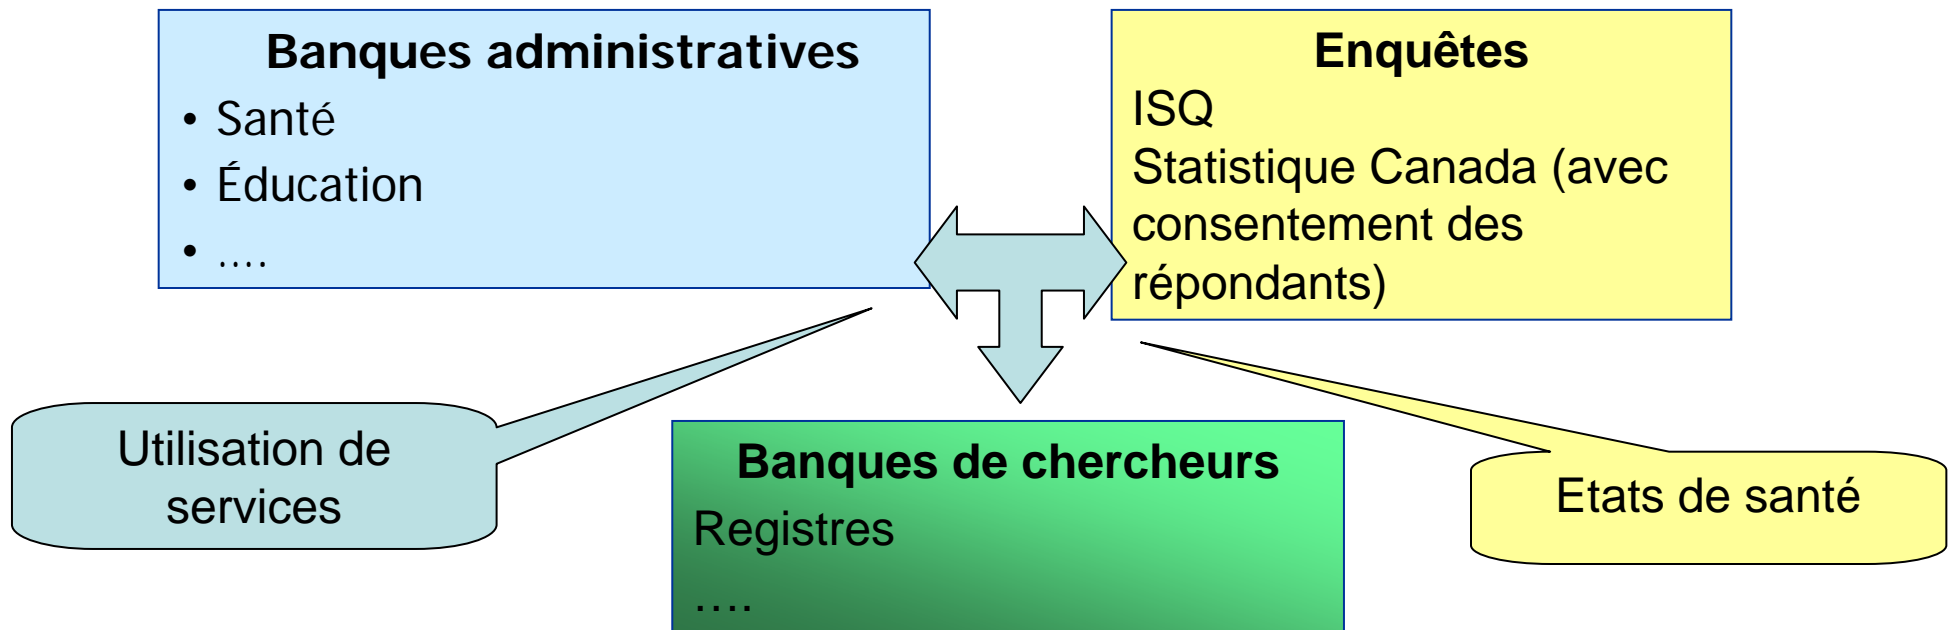 Banques administratives
• Santé
• Éducation
• ....
Enquêtes
ISQ
Statistique Canada (avec
consentement des
répondants)
Utilisation de
services
Banques de chercheurs
Registres
....
Etats de santé